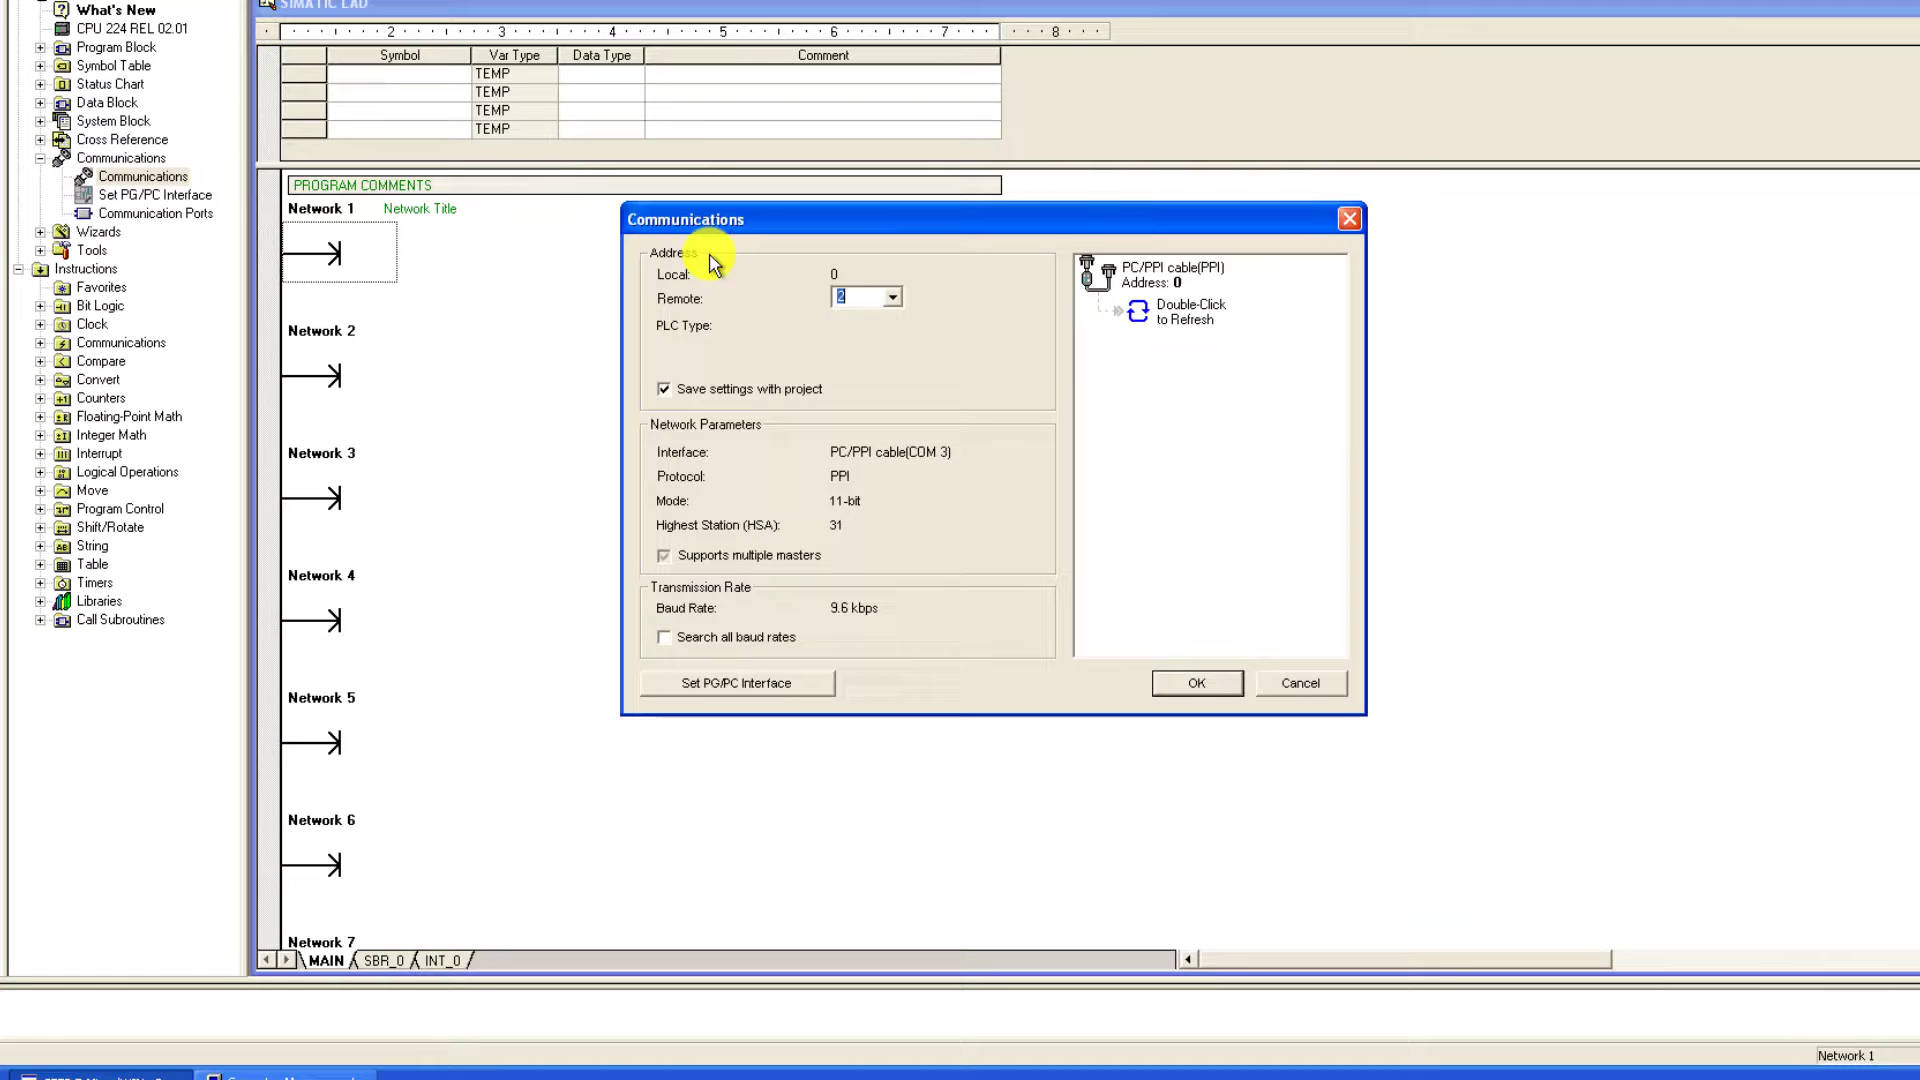 What's New
CPU 224 REL 02.01
Program Block
Symbol Table
Status Chart
Data Block
System Block
Cross Reference
Communications
Communications
Set PG/PC Interface
Communication Ports
Wizards
Tools
Instructions
Favorites
Bit Logic
Clock
Communications
Compare
Convert
Counters
Floating-Point Math
Integer Math
Interrupt
Logical Operations
Move
Program Control
Shift/Rotate
String
Table
Timers
Libraries
Call Subroutines
SIMATIC LAD
2 3 4 5 6 7 8
Symbol Var Type Data Type Comment
TEMP
TEMP
TEMP
TEMP
PROGRAM COMMENTS
Network 1 Network Title
Network 2
Network 3
Network 4
Network 5
Network 6
Network 7
MAIN SBR_0 INT_0
Communications
Address
Local: 0
Remote: 2
PLC Type:
Save settings with project
Network Parameters
Interface: PC/PPI cable(COM 3)
Protocol: PPI
Mode: 11-bit
Highest Station (HSA): 31
Supports multiple masters
Transmission Rate
Baud Rate: 9.6 kbps
Search all baud rates
Set PG/PC Interface
PC/PPI cable(PPI)
Address: 0
Double-Click
to Refresh
OK Cancel
Network 1